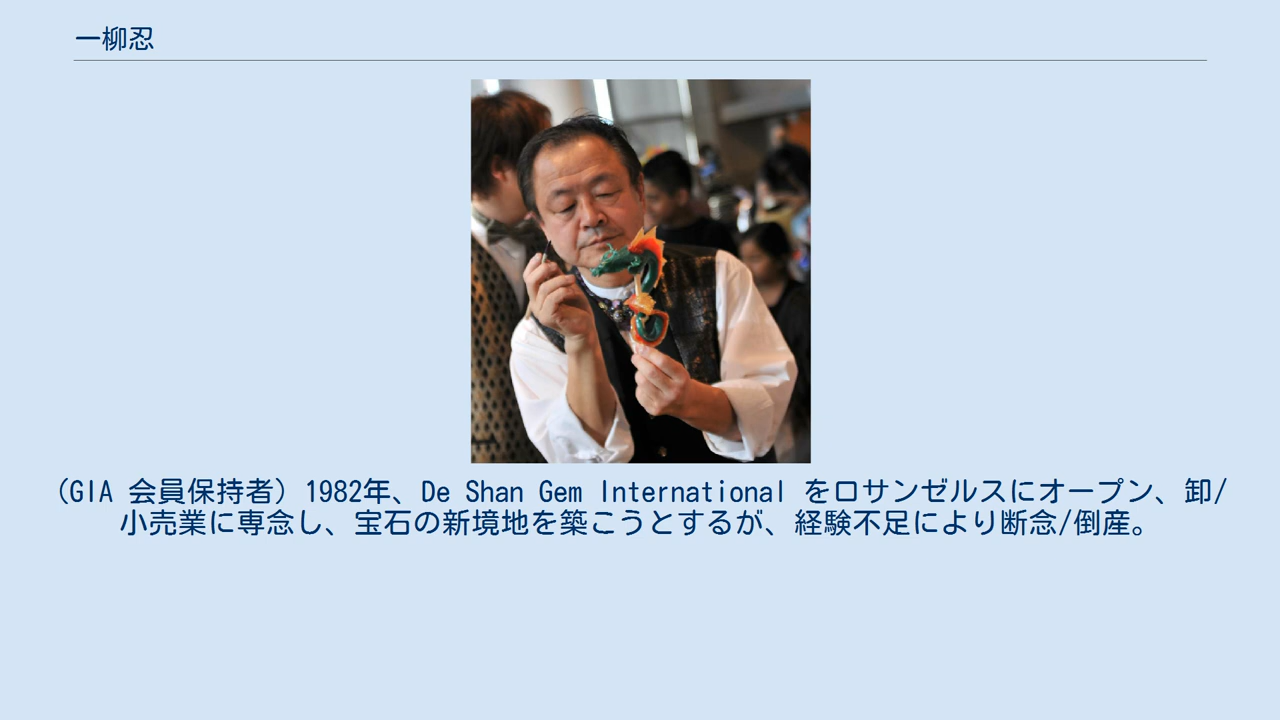 一柳忍
（GIA 会員保持者）1982年、De Shan Gem International をロサンゼルスにオープン、卸/
小売業に専念し、宝石の新境地を築こうとするが、経験不足により断念/倒産。